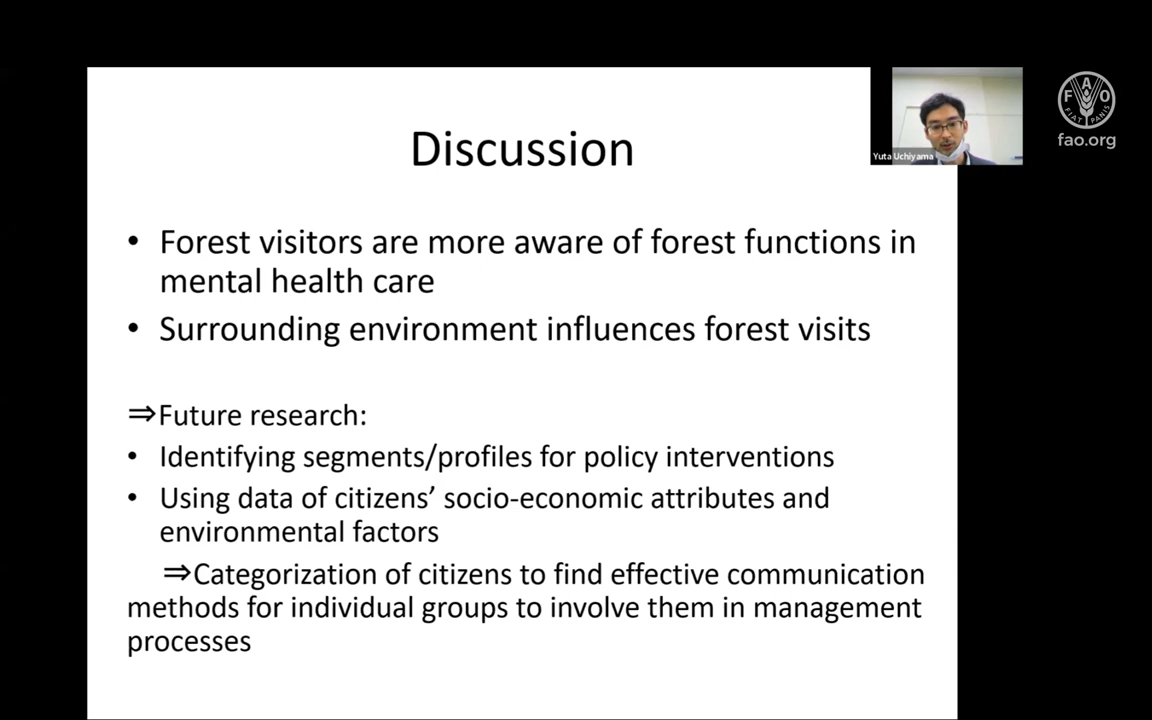 Discussion
• Forest visitors are more aware of forest functions in
mental health care
• Surrounding environment influences forest visits
⇒Future research:
• Identifying segments/profiles for policy interventions
• Using data of citizens’ socio-economic attributes and
environmental factors
⇒Categorization of citizens to find effective communication
methods for individual groups to involve them in management
processes
Yuta Uchiyama
F A O
FIAT PANIS
fao.org